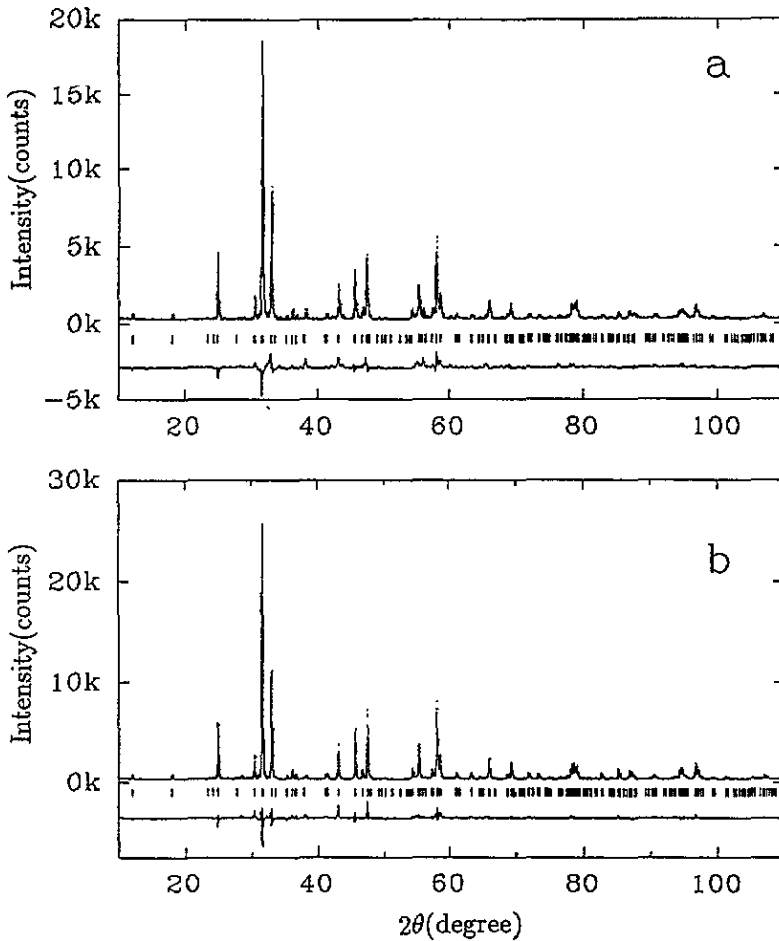 20k
a
15k
Intensity(counts)
10k
5k
0k
−5k
20 40 60 80 100
30k
b
20k
Intensity(counts)
10k
0k
20 40 60 80 100
2θ(degree)